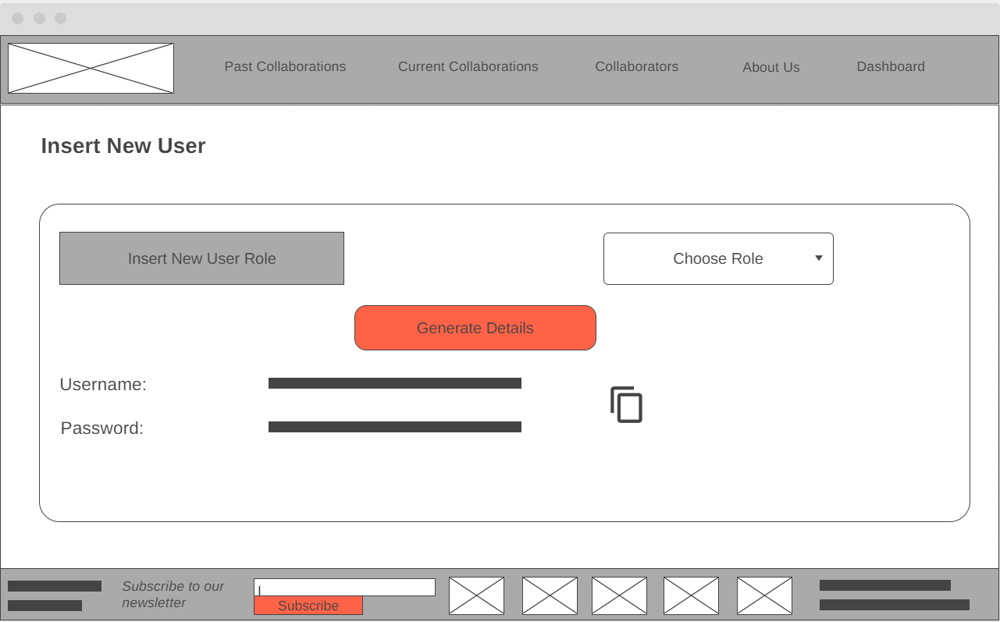 Past Collaborations
Current Collaborations
Collaborators
About Us
Dashboard
Insert New User
Insert New User Role
Choose Role
Generate Details
Username:
Password:
Subscribe to our
newsletter
Subscribe